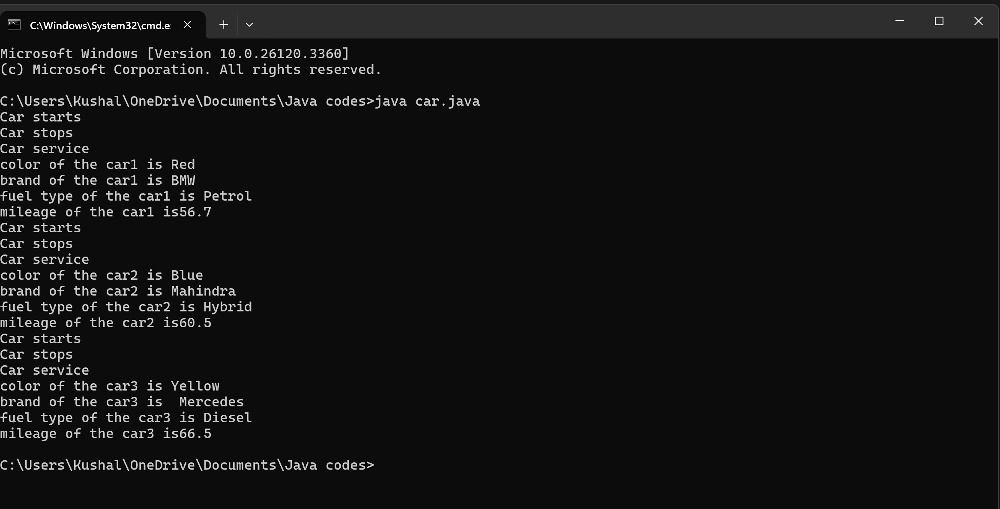 C:\Windows\System32\cmd.e
Microsoft Windows [Version 10.0.26120.3360]
(c) Microsoft Corporation. All rights reserved.
C:\Users\Kushal\OneDrive\Documents\Java codes>java car.java
Car starts
Car stops
Car service
color of the car1 is Red
brand of the car1 is BMW
fuel type of the car1 is Petrol
mileage of the car1 is56.7
Car starts
Car stops
Car service
color of the car2 is Blue
brand of the car2 is Mahindra
fuel type of the car2 is Hybrid
mileage of the car2 is60.5
Car starts
Car stops
Car service
color of the car3 is Yellow
brand of the car3 is  Mercedes
fuel type of the car3 is Diesel
mileage of the car3 is66.5
C:\Users\Kushal\OneDrive\Documents\Java codes>